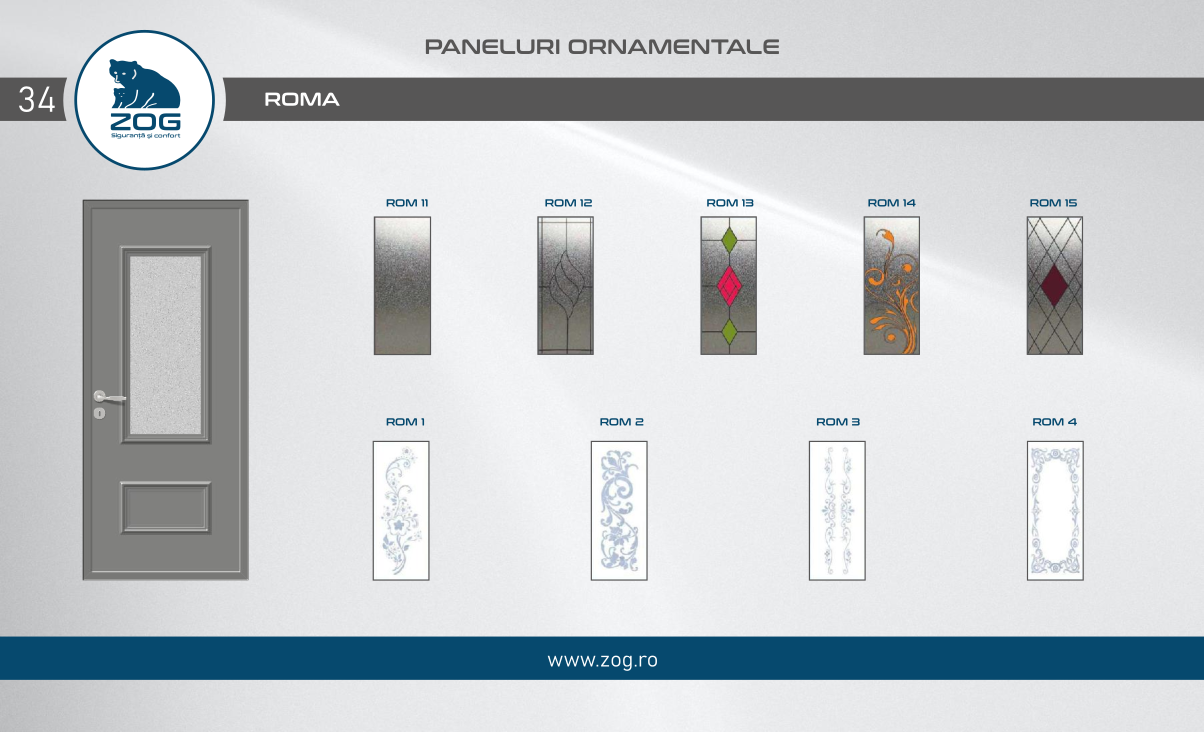 PANELURI ORNAMENTALE
34
ZOG
Siguranță și confort
ROMA
ROM 11
ROM 12
ROM 13
ROM 14
ROM 15
ROM 1
ROM 2
ROM 3
ROM 4
www.zog.ro